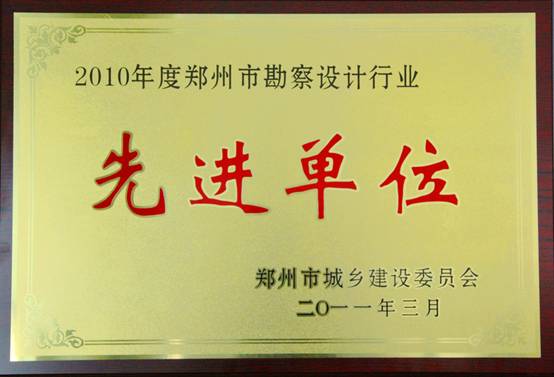 2010年度郑州市勘察设计行业
先进单位
郑州市城乡建设委员会
二O一一年三月